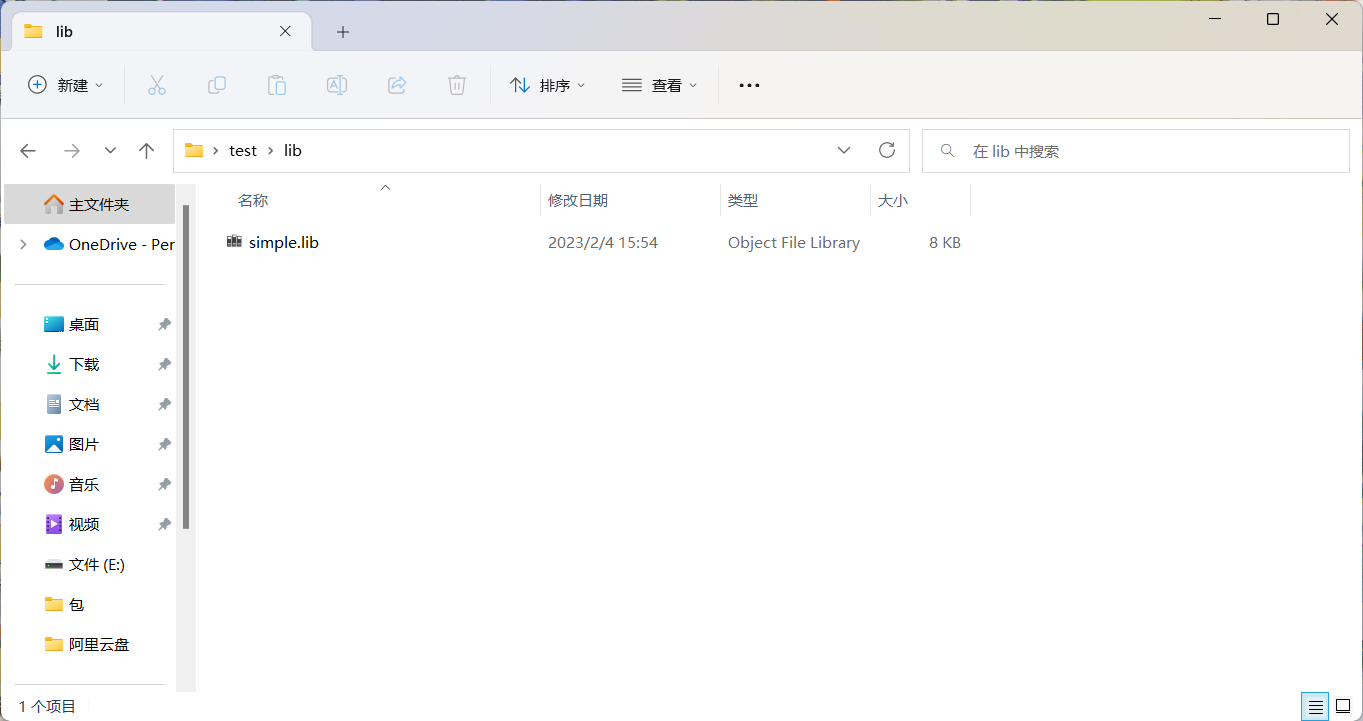 lib
新建
排序
查看
test > lib
在 lib 中搜索
名称
修改日期
类型
大小
simple.lib
2023/2/4 15:54
Object File Library
8 KB
主文件夹
OneDrive - Per
桌面
下载
文档
图片
音乐
视频
文件 (E:)
包
阿里云盘
1 个项目